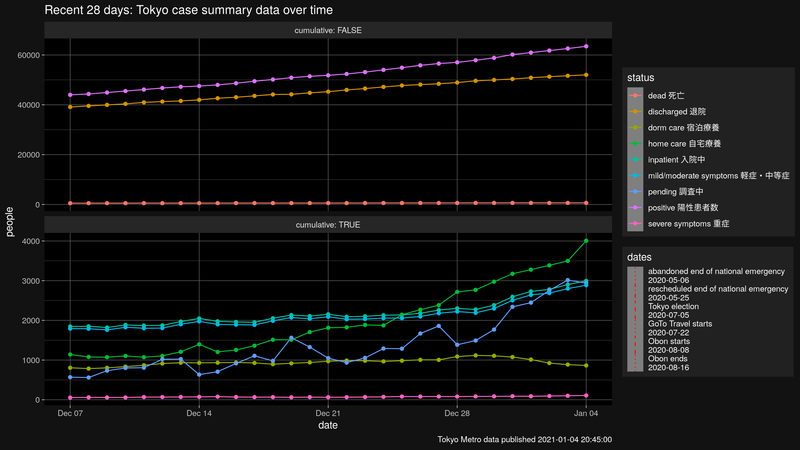 Recent 28 days: Tokyo case summary data over time
cumulative: FALSE
60000
40000
20000
0
cumulative: TRUE
4000
3000
2000
1000
0
people
Dec 07
Dec 14
Dec 21
Dec 28
Jan 04
date
Tokyo Metro data published 2021-01-04 20:45:00
status
dead 死亡
discharged 退院
dorm care 宿泊療養
home care 自宅療養
inpatient 入院中
mild/moderate symptoms 軽症・中等症
pending 調査中
positive 陽性患者数
severe symptoms 重症
dates
abandoned end of national emergency
2020-05-06
rescheduled end of national emergency
2020-05-25
Tokyo election
2020-07-05
GoTo Travel starts
2020-07-22
Obon starts
2020-08-08
Obon ends
2020-08-16